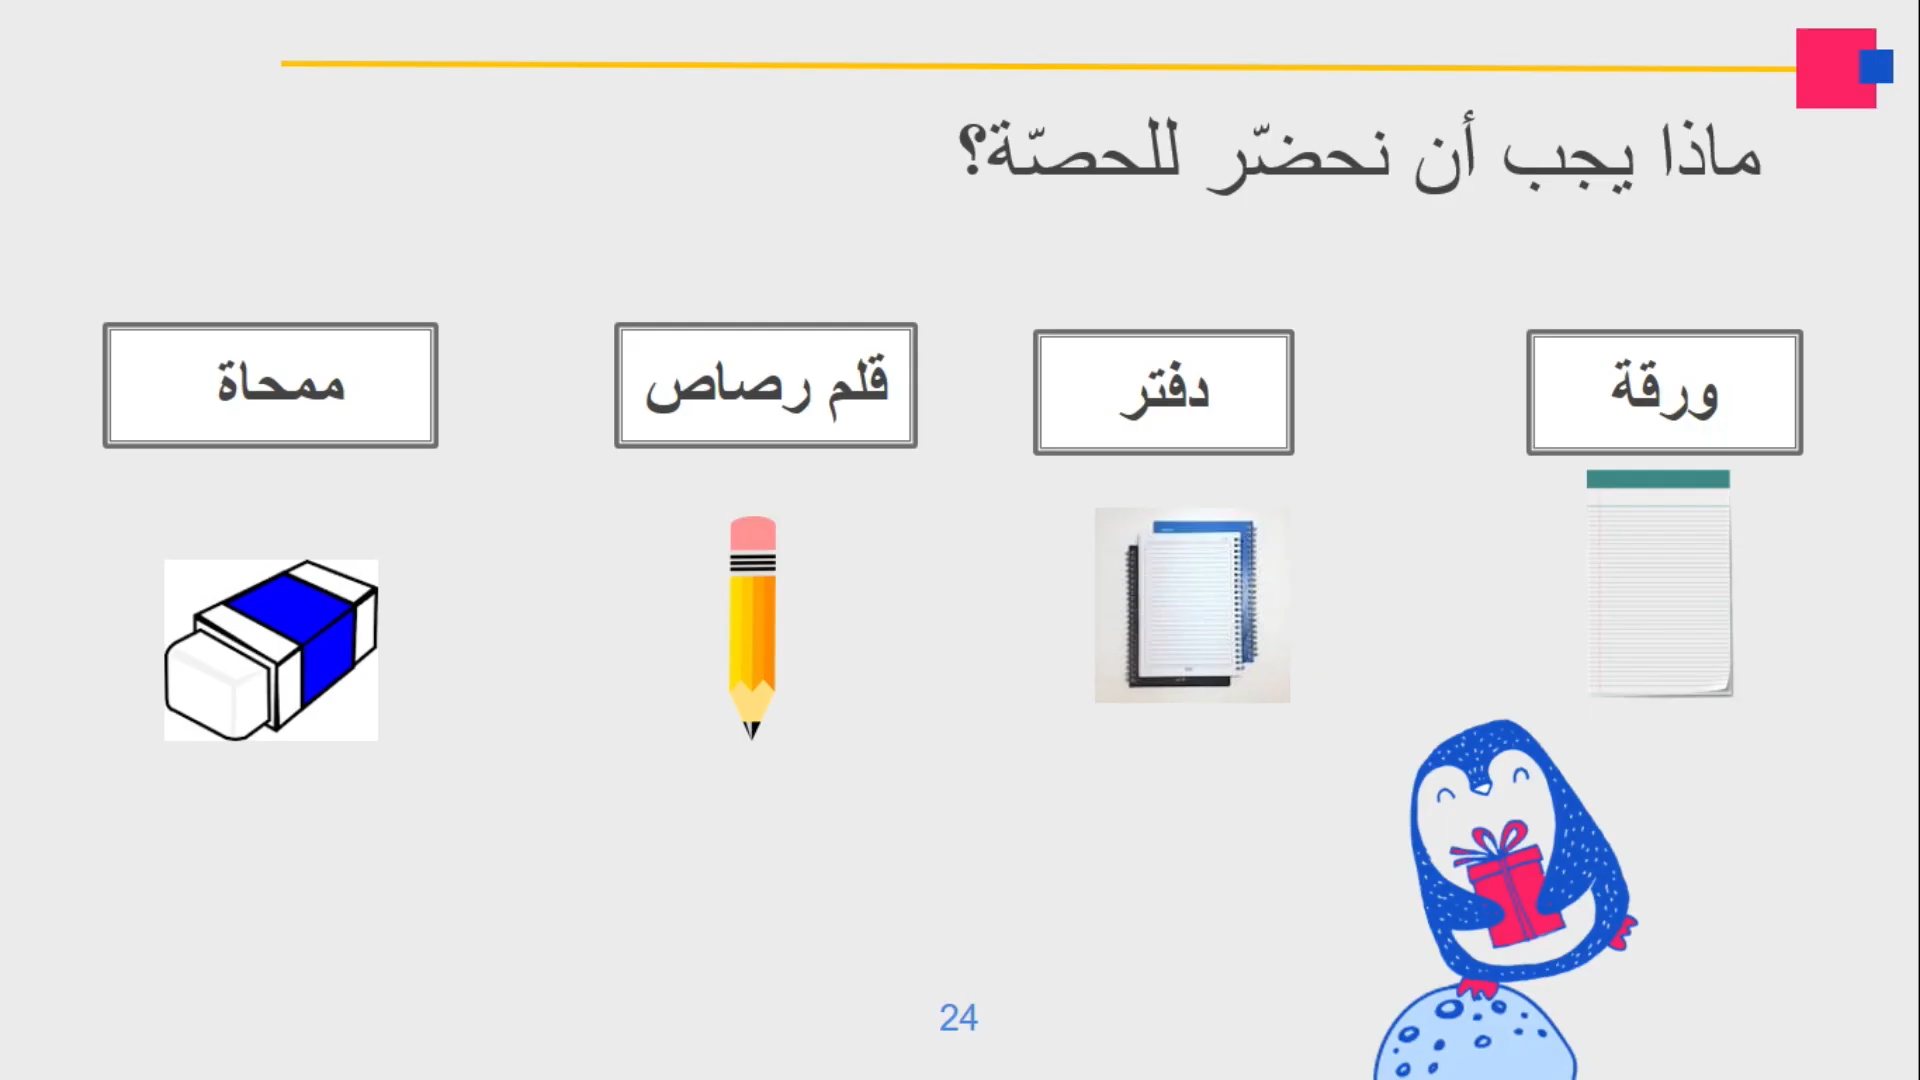 ماذا يجب أن نحضّر للحصّة؟
ورقة
دفتر
قلم رصاص
ممحاة
24